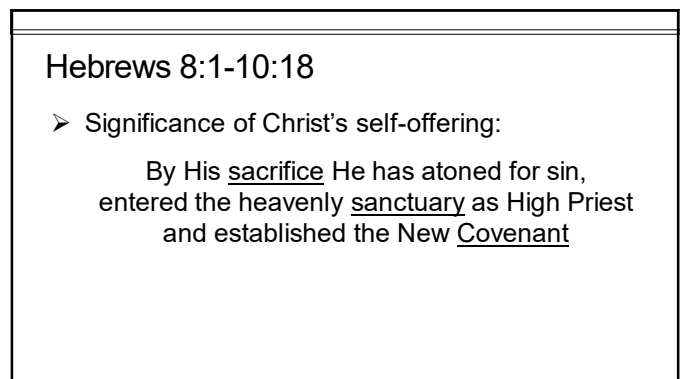 Hebrews 8:1-10:18
➢ Significance of Christ's self-offering:
By His sacrifice He has atoned for sin,
entered the heavenly sanctuary as High Priest
and established the New Covenant